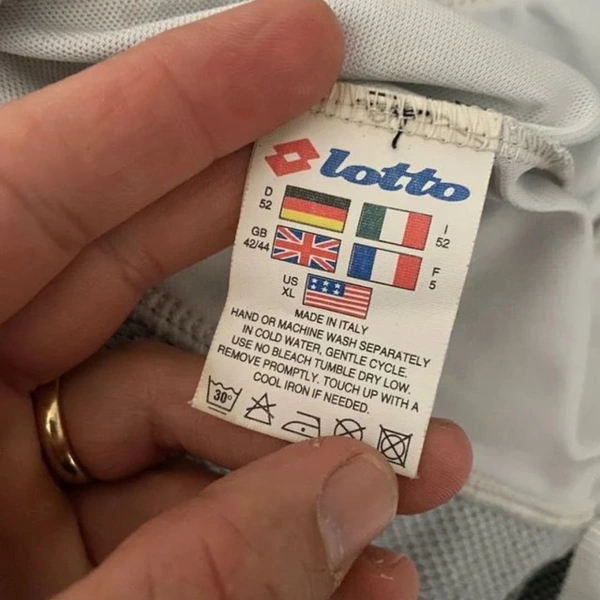 lotto
D
52
I
52
GB
42/44
F
5
US
XL
MADE IN ITALY
HAND OR MACHINE WASH SEPARATELY
IN COLD WATER, GENTLE CYCLE.
USE NO BLEACH TUMBLE DRY LOW.
REMOVE PROMPTLY. TOUCH UP WITH A
COOL IRON IF NEEDED.
30°